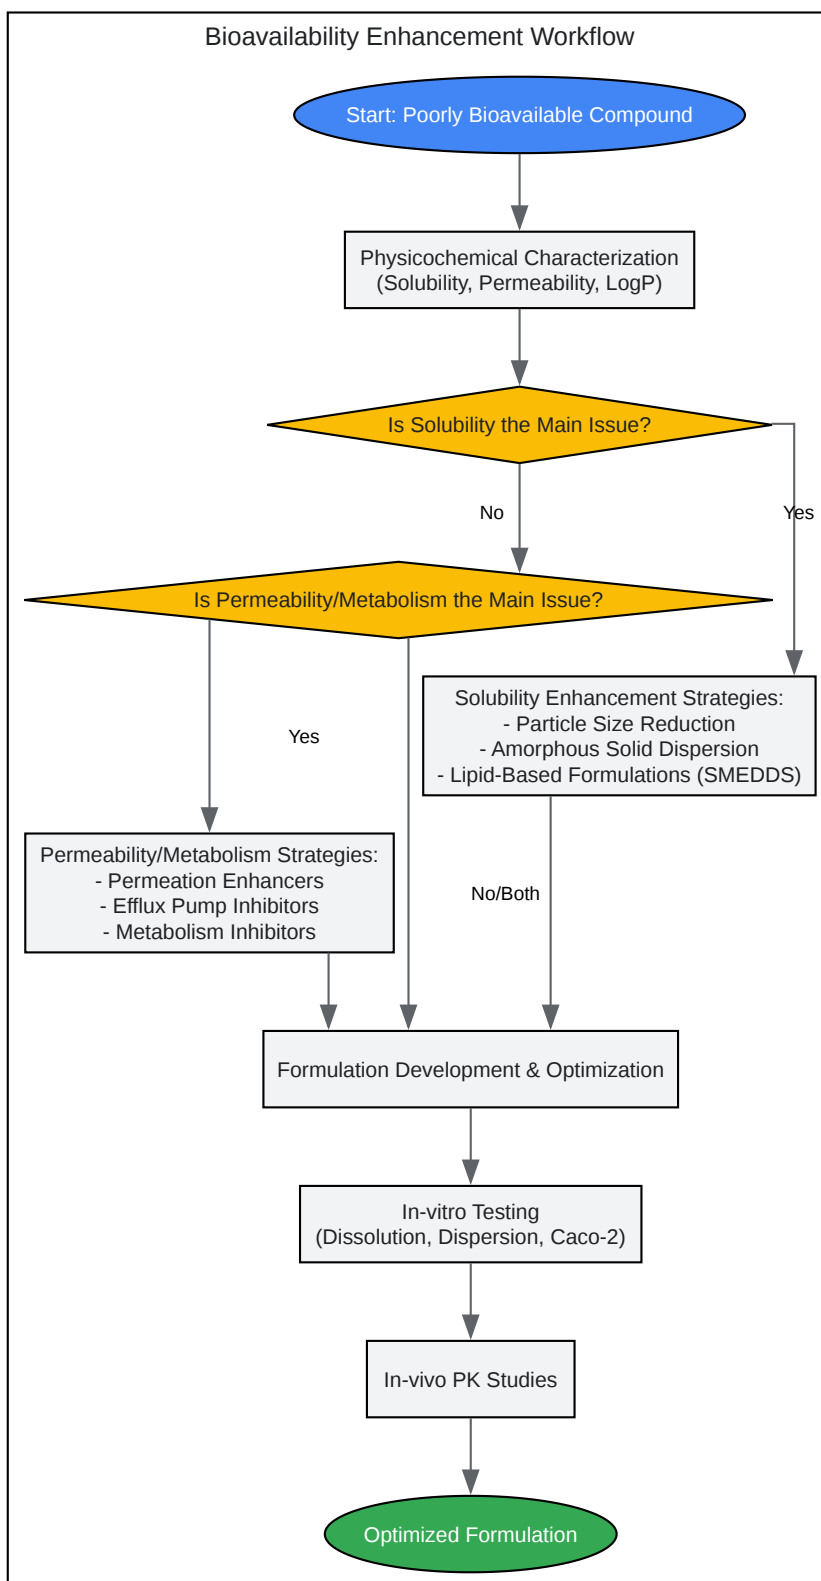 Bioavailability Enhancement Workflow
Start: Poorly Bioavailable Compound
Physicochemical Characterization
(Solubility, Permeability, LogP)
Is Solubility the Main Issue?
No
Yes
Is Permeability/Metabolism the Main Issue?
Solubility Enhancement Strategies:
- Particle Size Reduction
- Amorphous Solid Dispersion
- Lipid-Based Formulations (SMEDDS)
Yes
Permeability/Metabolism Strategies:
- Permeation Enhancers
- Efflux Pump Inhibitors
- Metabolism Inhibitors
No/Both
Formulation Development & Optimization
In-vitro Testing
(Dissolution, Dispersion, Caco-2)
In-vivo PK Studies
Optimized Formulation